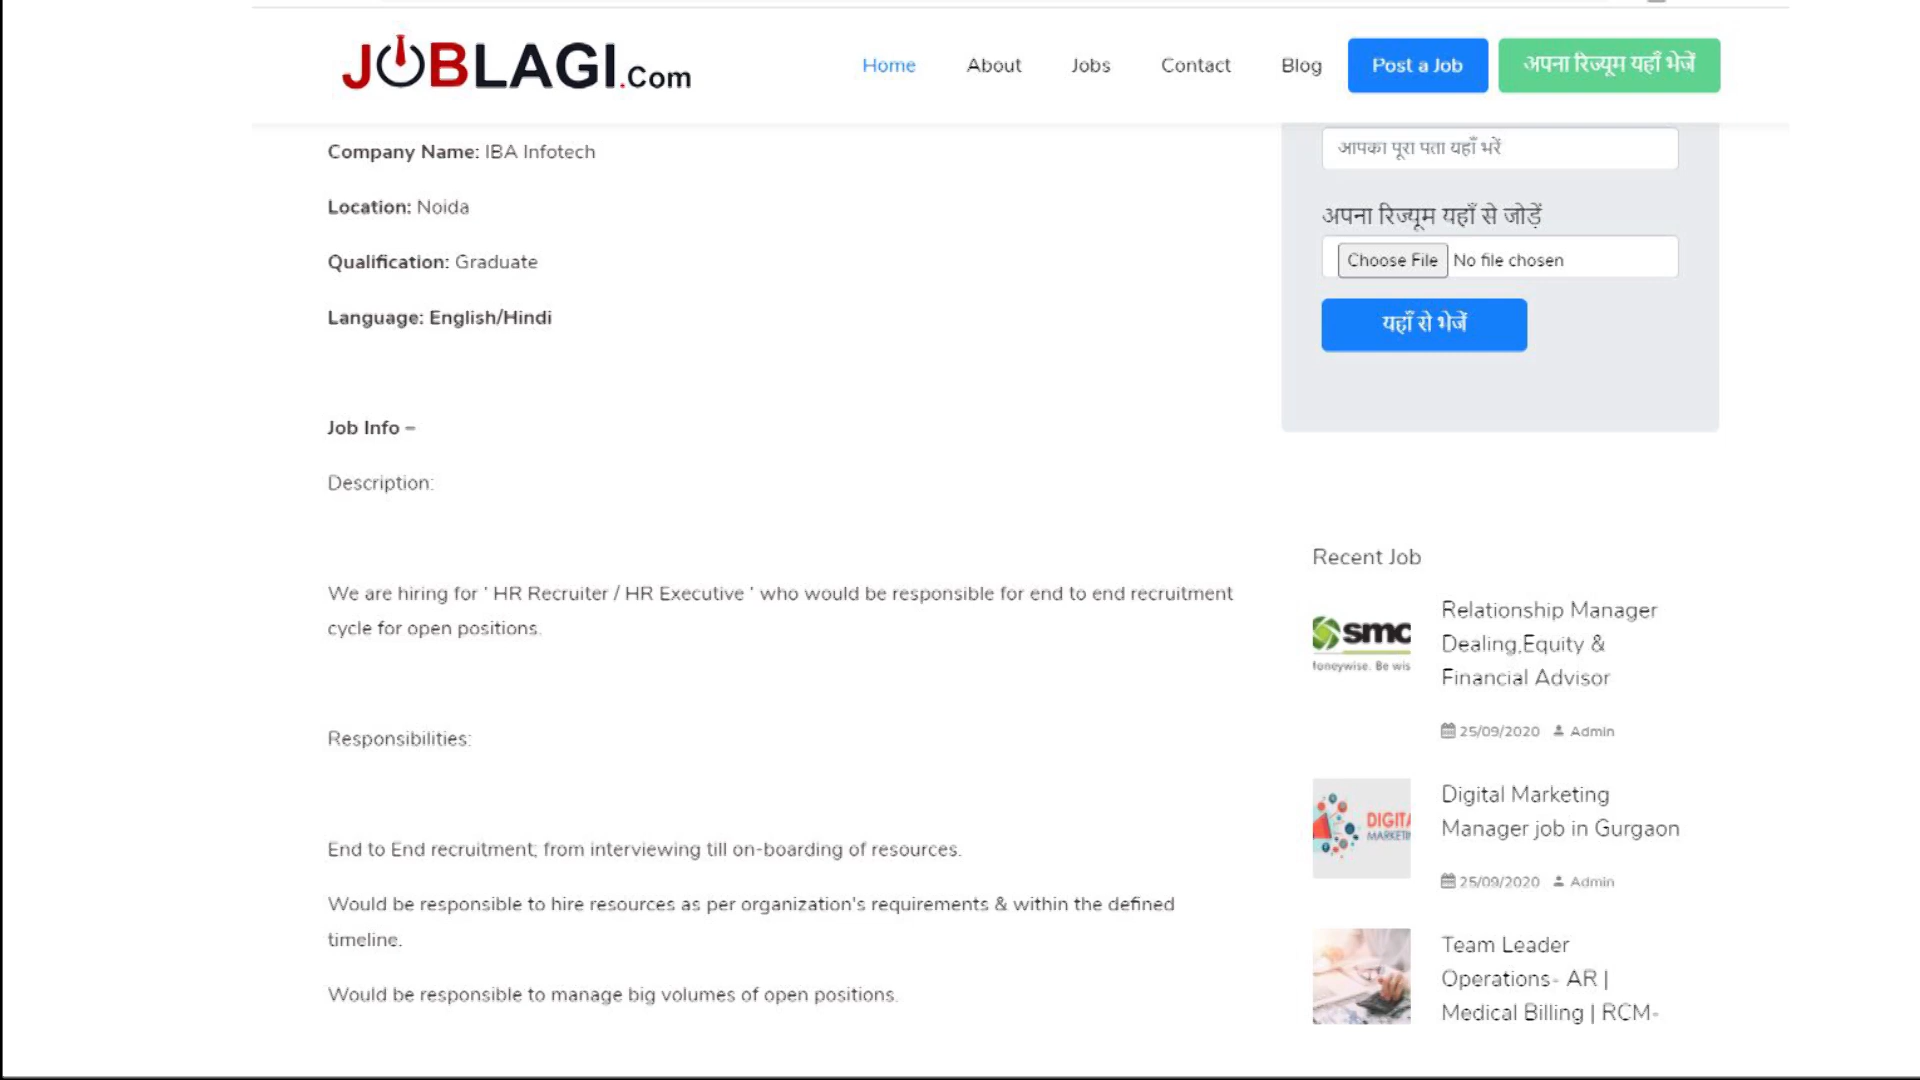 JOBLAGI.Com
Home
About
Jobs
Contact
Blog
Post a Job
अपना रिज्यूम यहाँ भेजें
Company Name: IBA Infotech
Location: Noida
Qualification: Graduate
Language: English/Hindi
Job Info –
Description:
We are hiring for ' HR Recruiter / HR Executive ' who would be responsible for end to end recruitment
cycle for open positions.
Responsibilities:
End to End recruitment; from interviewing till on-boarding of resources.
Would be responsible to hire resources as per organization's requirements & within the defined
timeline.
Would be responsible to manage big volumes of open positions.
आपका पूरा पता यहाँ भरें
अपना रिज्यूम यहाँ से जोड़ें
Choose File No file chosen
यहाँ से भेजें
Recent Job
smc
Be wis
Relationship Manager
Dealing,Equity &
Financial Advisor
25/09/2020 Admin
DIGITA
MARKETIN
Digital Marketing
Manager job in Gurgaon
25/09/2020 Admin
Team Leader
Operations- AR |
Medical Billing | RCM-